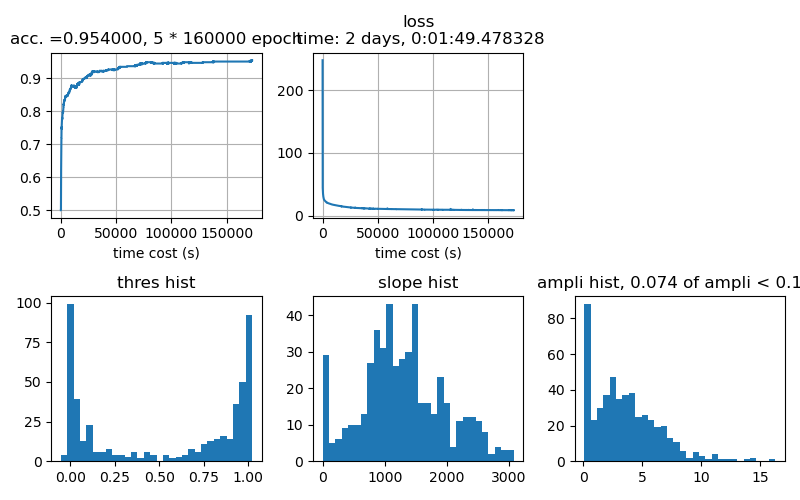 acc. =0.954000, 5 * 160000 epoch
loss
time: 2 days, 0:01:49.478328
0.9
0.8
0.7
0.6
0.5
0 50000 100000 150000
time cost (s)
200
100
0
0 50000 100000 150000
time cost (s)
thres hist
100
75
50
25
0
0.00 0.25 0.50 0.75 1.00
slope hist
40
30
20
10
0
0 1000 2000 3000
ampli hist, 0.074 of ampli < 0.1
80
60
40
20
0
0 5 10 15